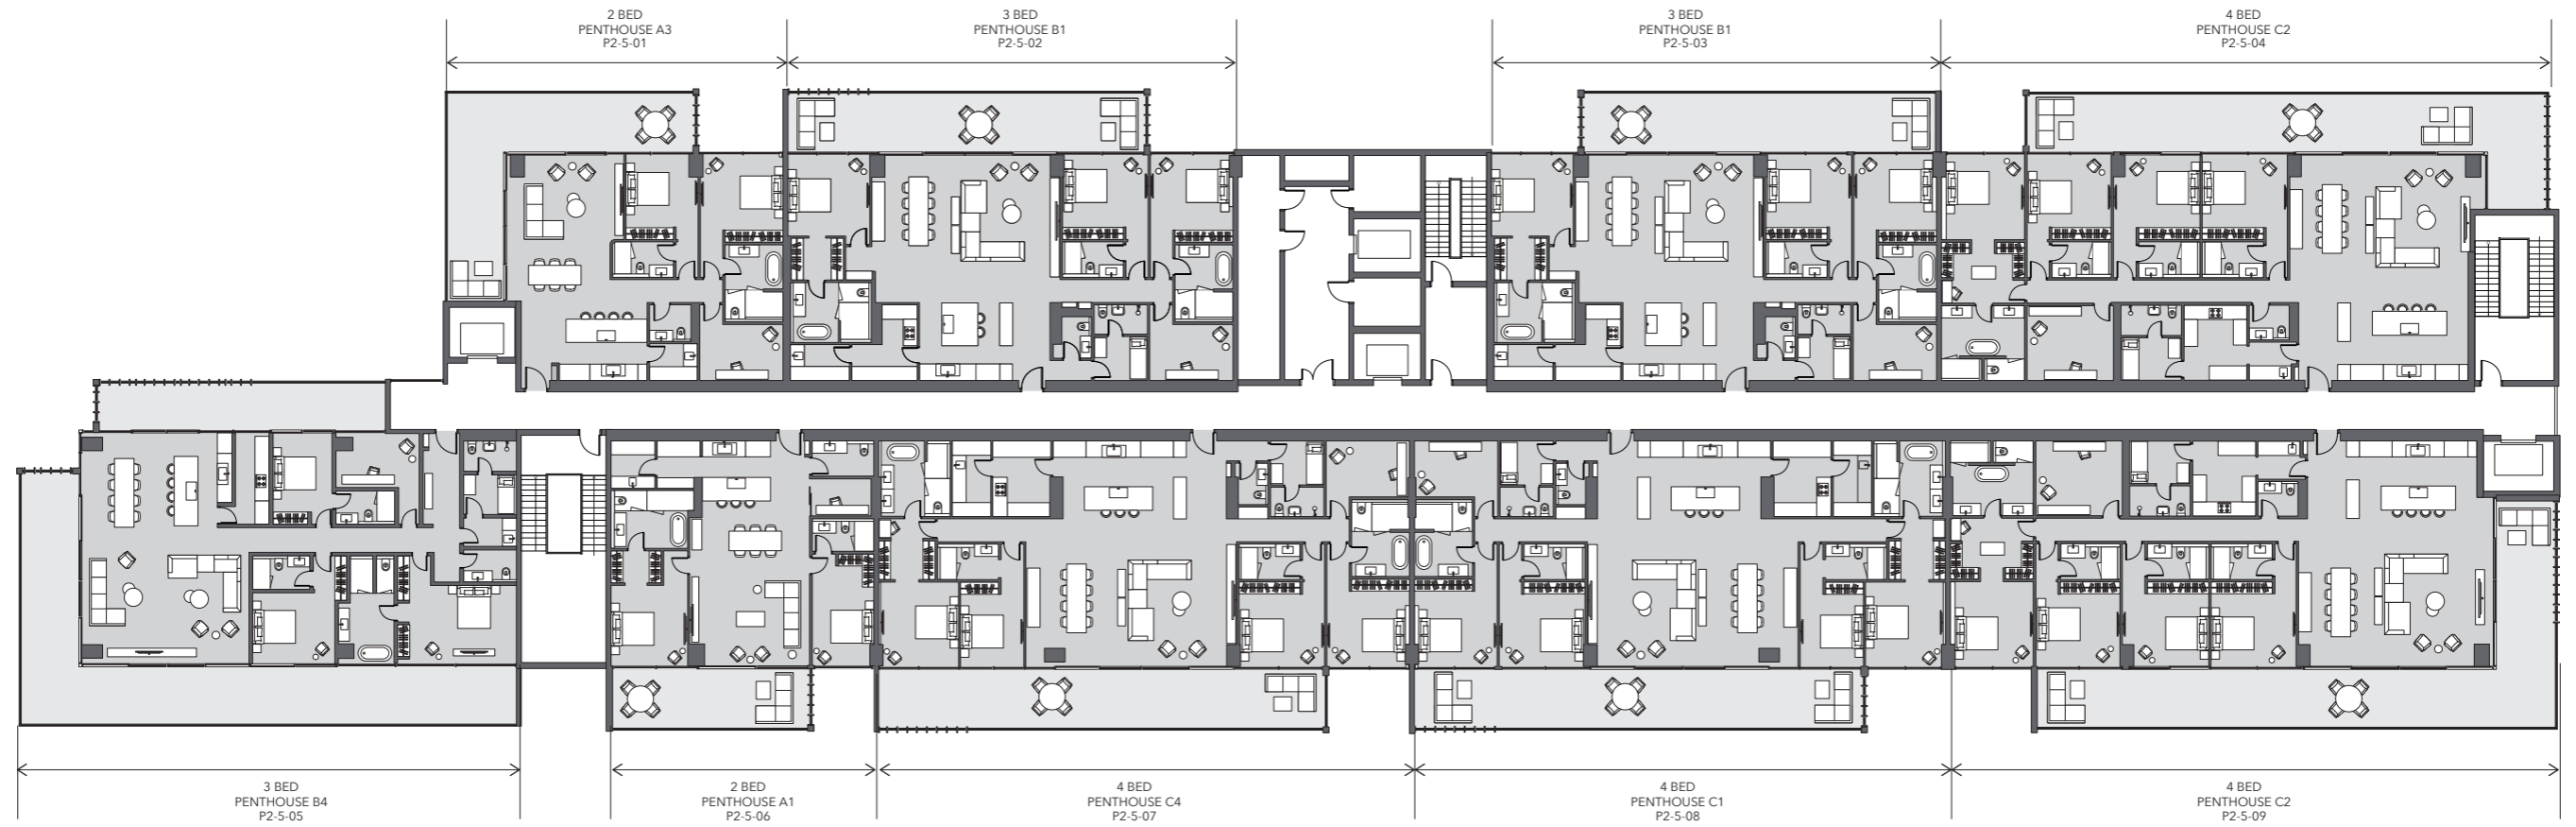 2 BED
PENTHOUSE A3
P2-5-01
3 BED
PENTHOUSE B1
P2-5-02
3 BED
PENTHOUSE B1
P2-5-03
4 BED
PENTHOUSE C2
P2-5-04
3 BED
PENTHOUSE B4
P2-5-05
2 BED
PENTHOUSE A1
P2-5-06
4 BED
PENTHOUSE C4
P2-5-07
4 BED
PENTHOUSE C1
P2-5-08
4 BED
PENTHOUSE C2
P2-5-09